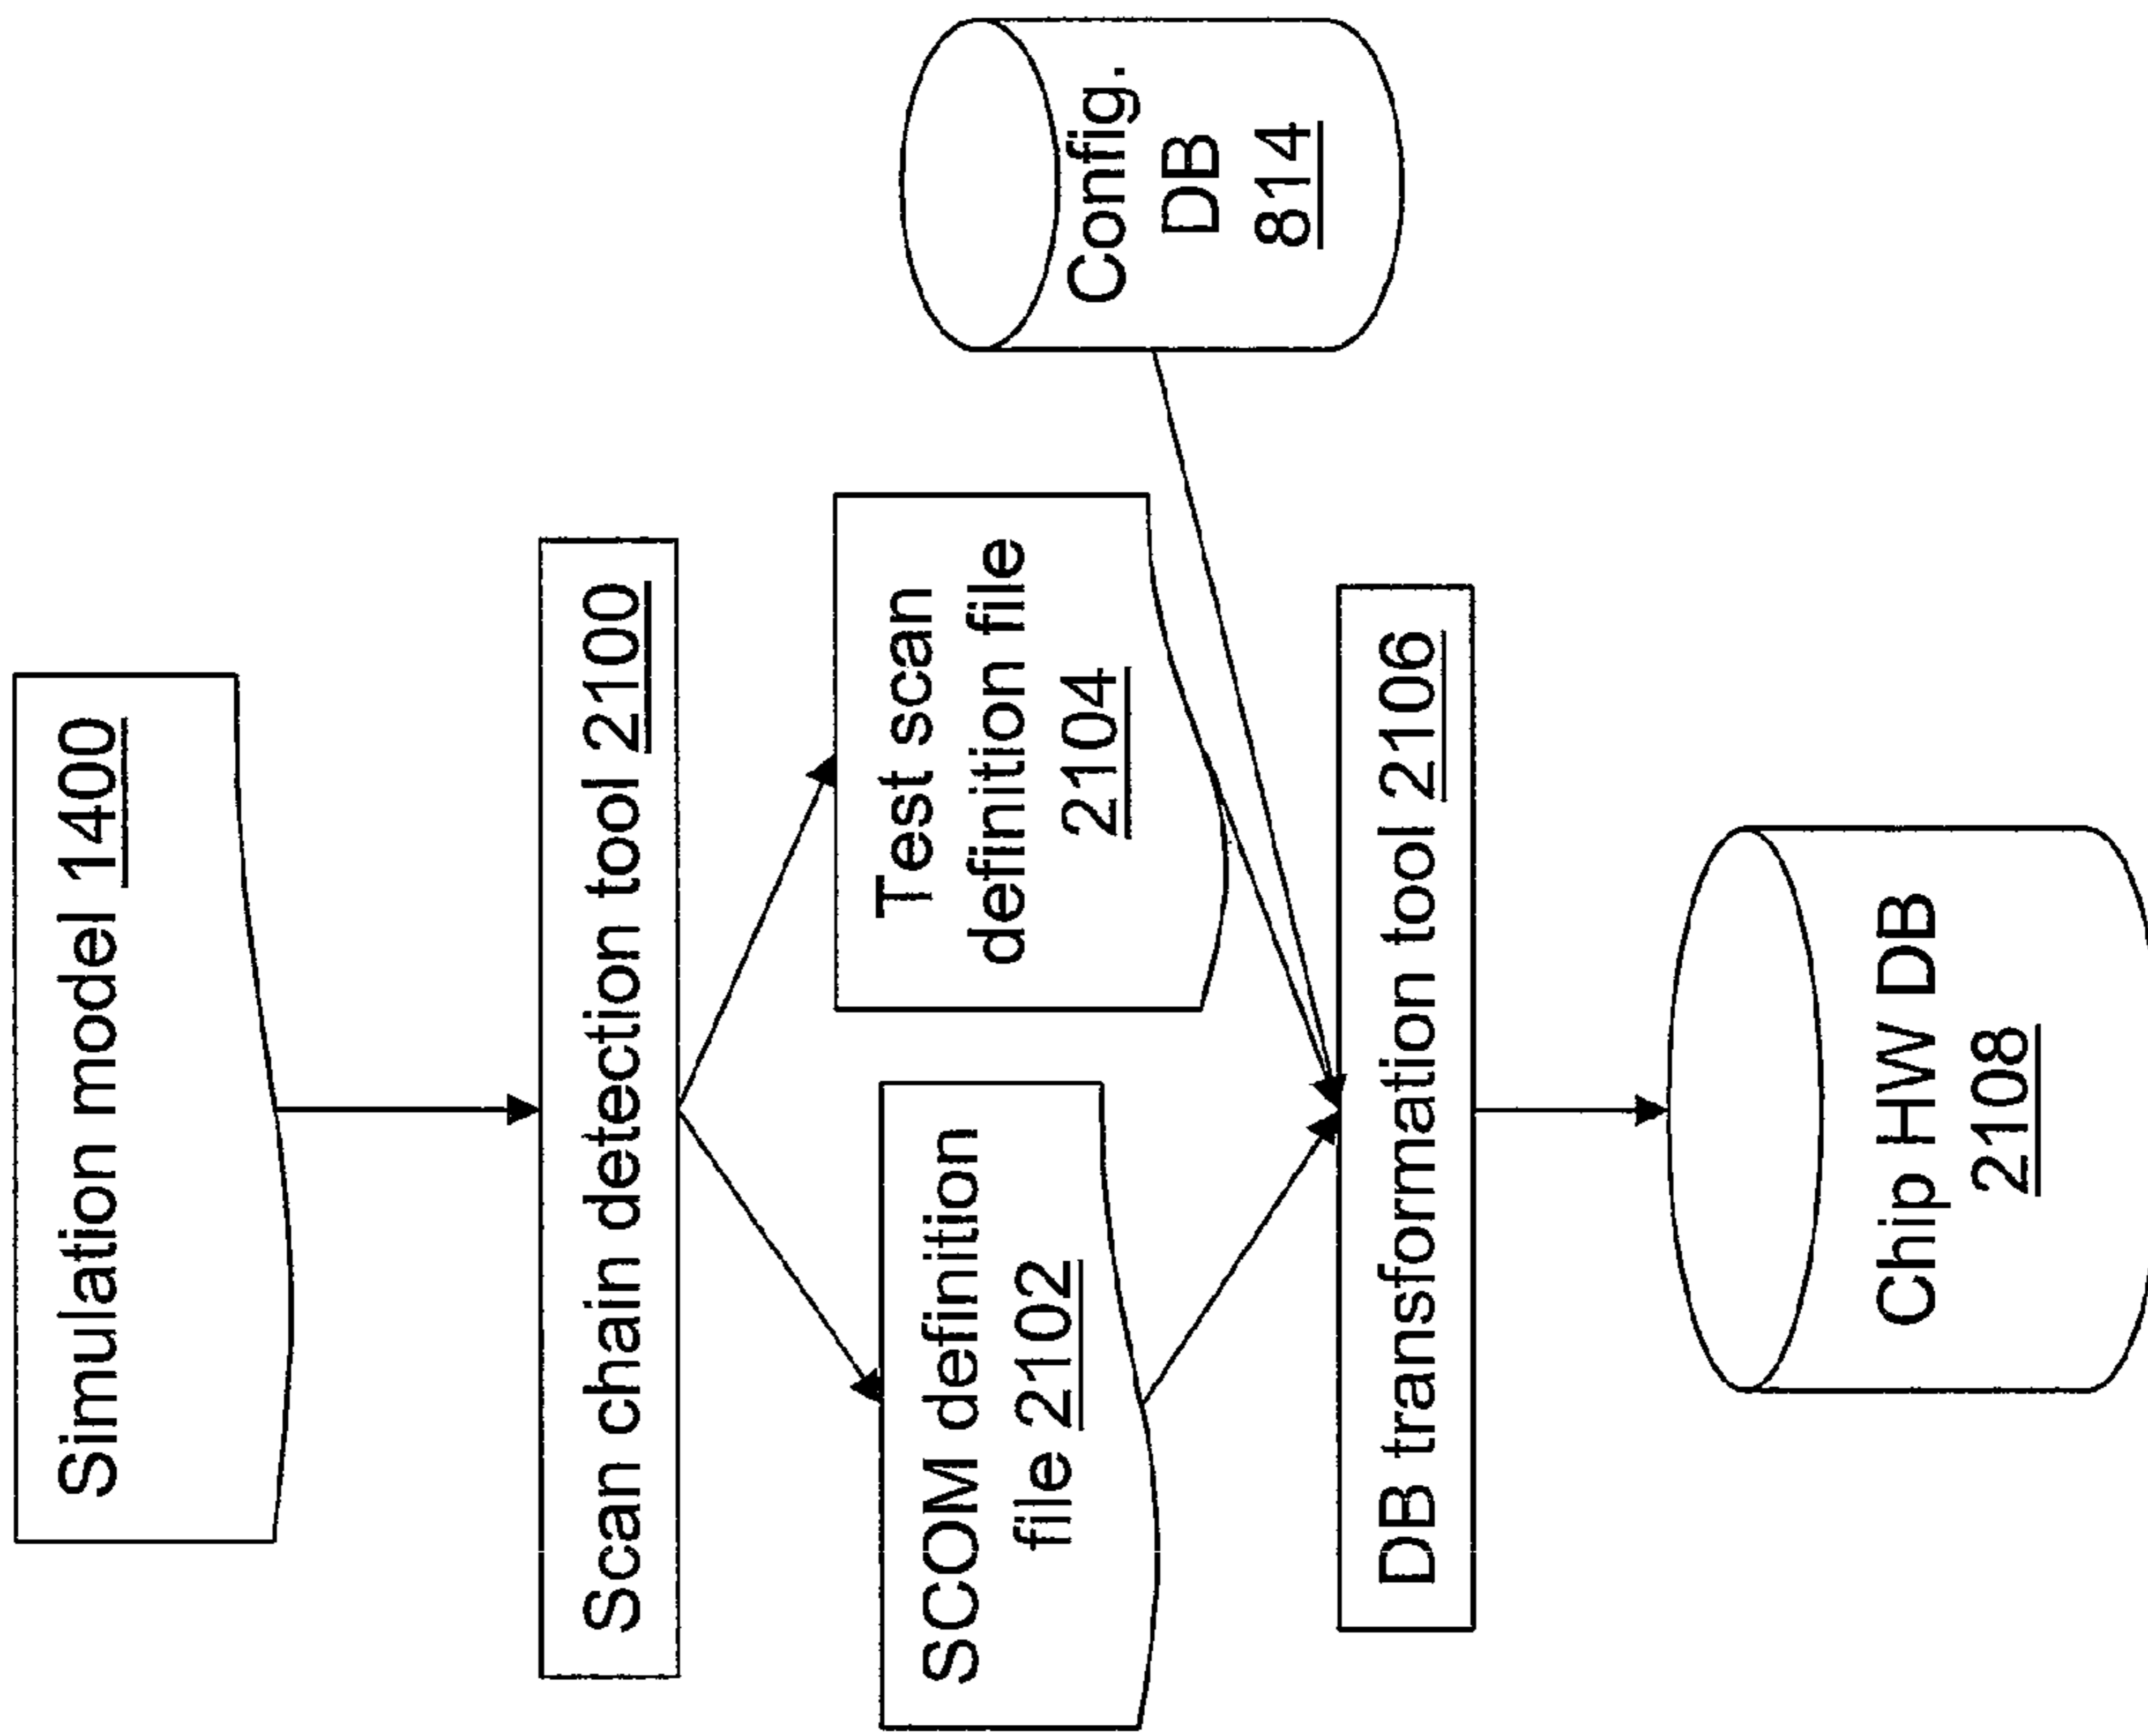 Simulation model 1400
Scan chain detection tool 2100
SCOM definition
file 2102
Test scan
definition file
2104
Config.
DB
814
DB transformation tool 2106
Chip HW DB
2108